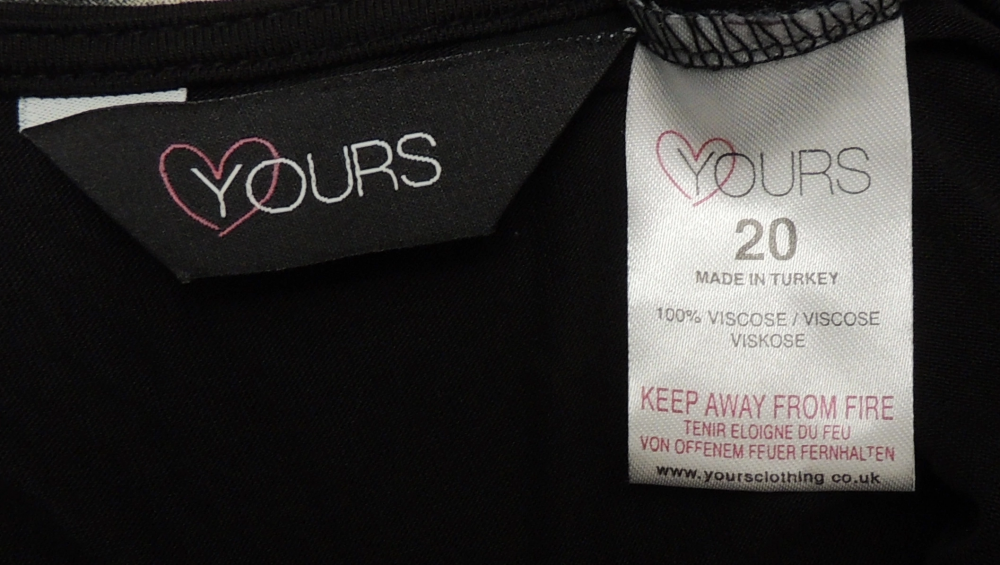 YOURS
YOURS
20
MADE IN TURKEY
100% VISCOSE / VISCOSE
VISKOSE
KEEP AWAY FROM FIRE
TENIR ELOIGNE DU FEU
VON OFFENEM FEUER FERNHALTEN
www.yoursclothing co.uk